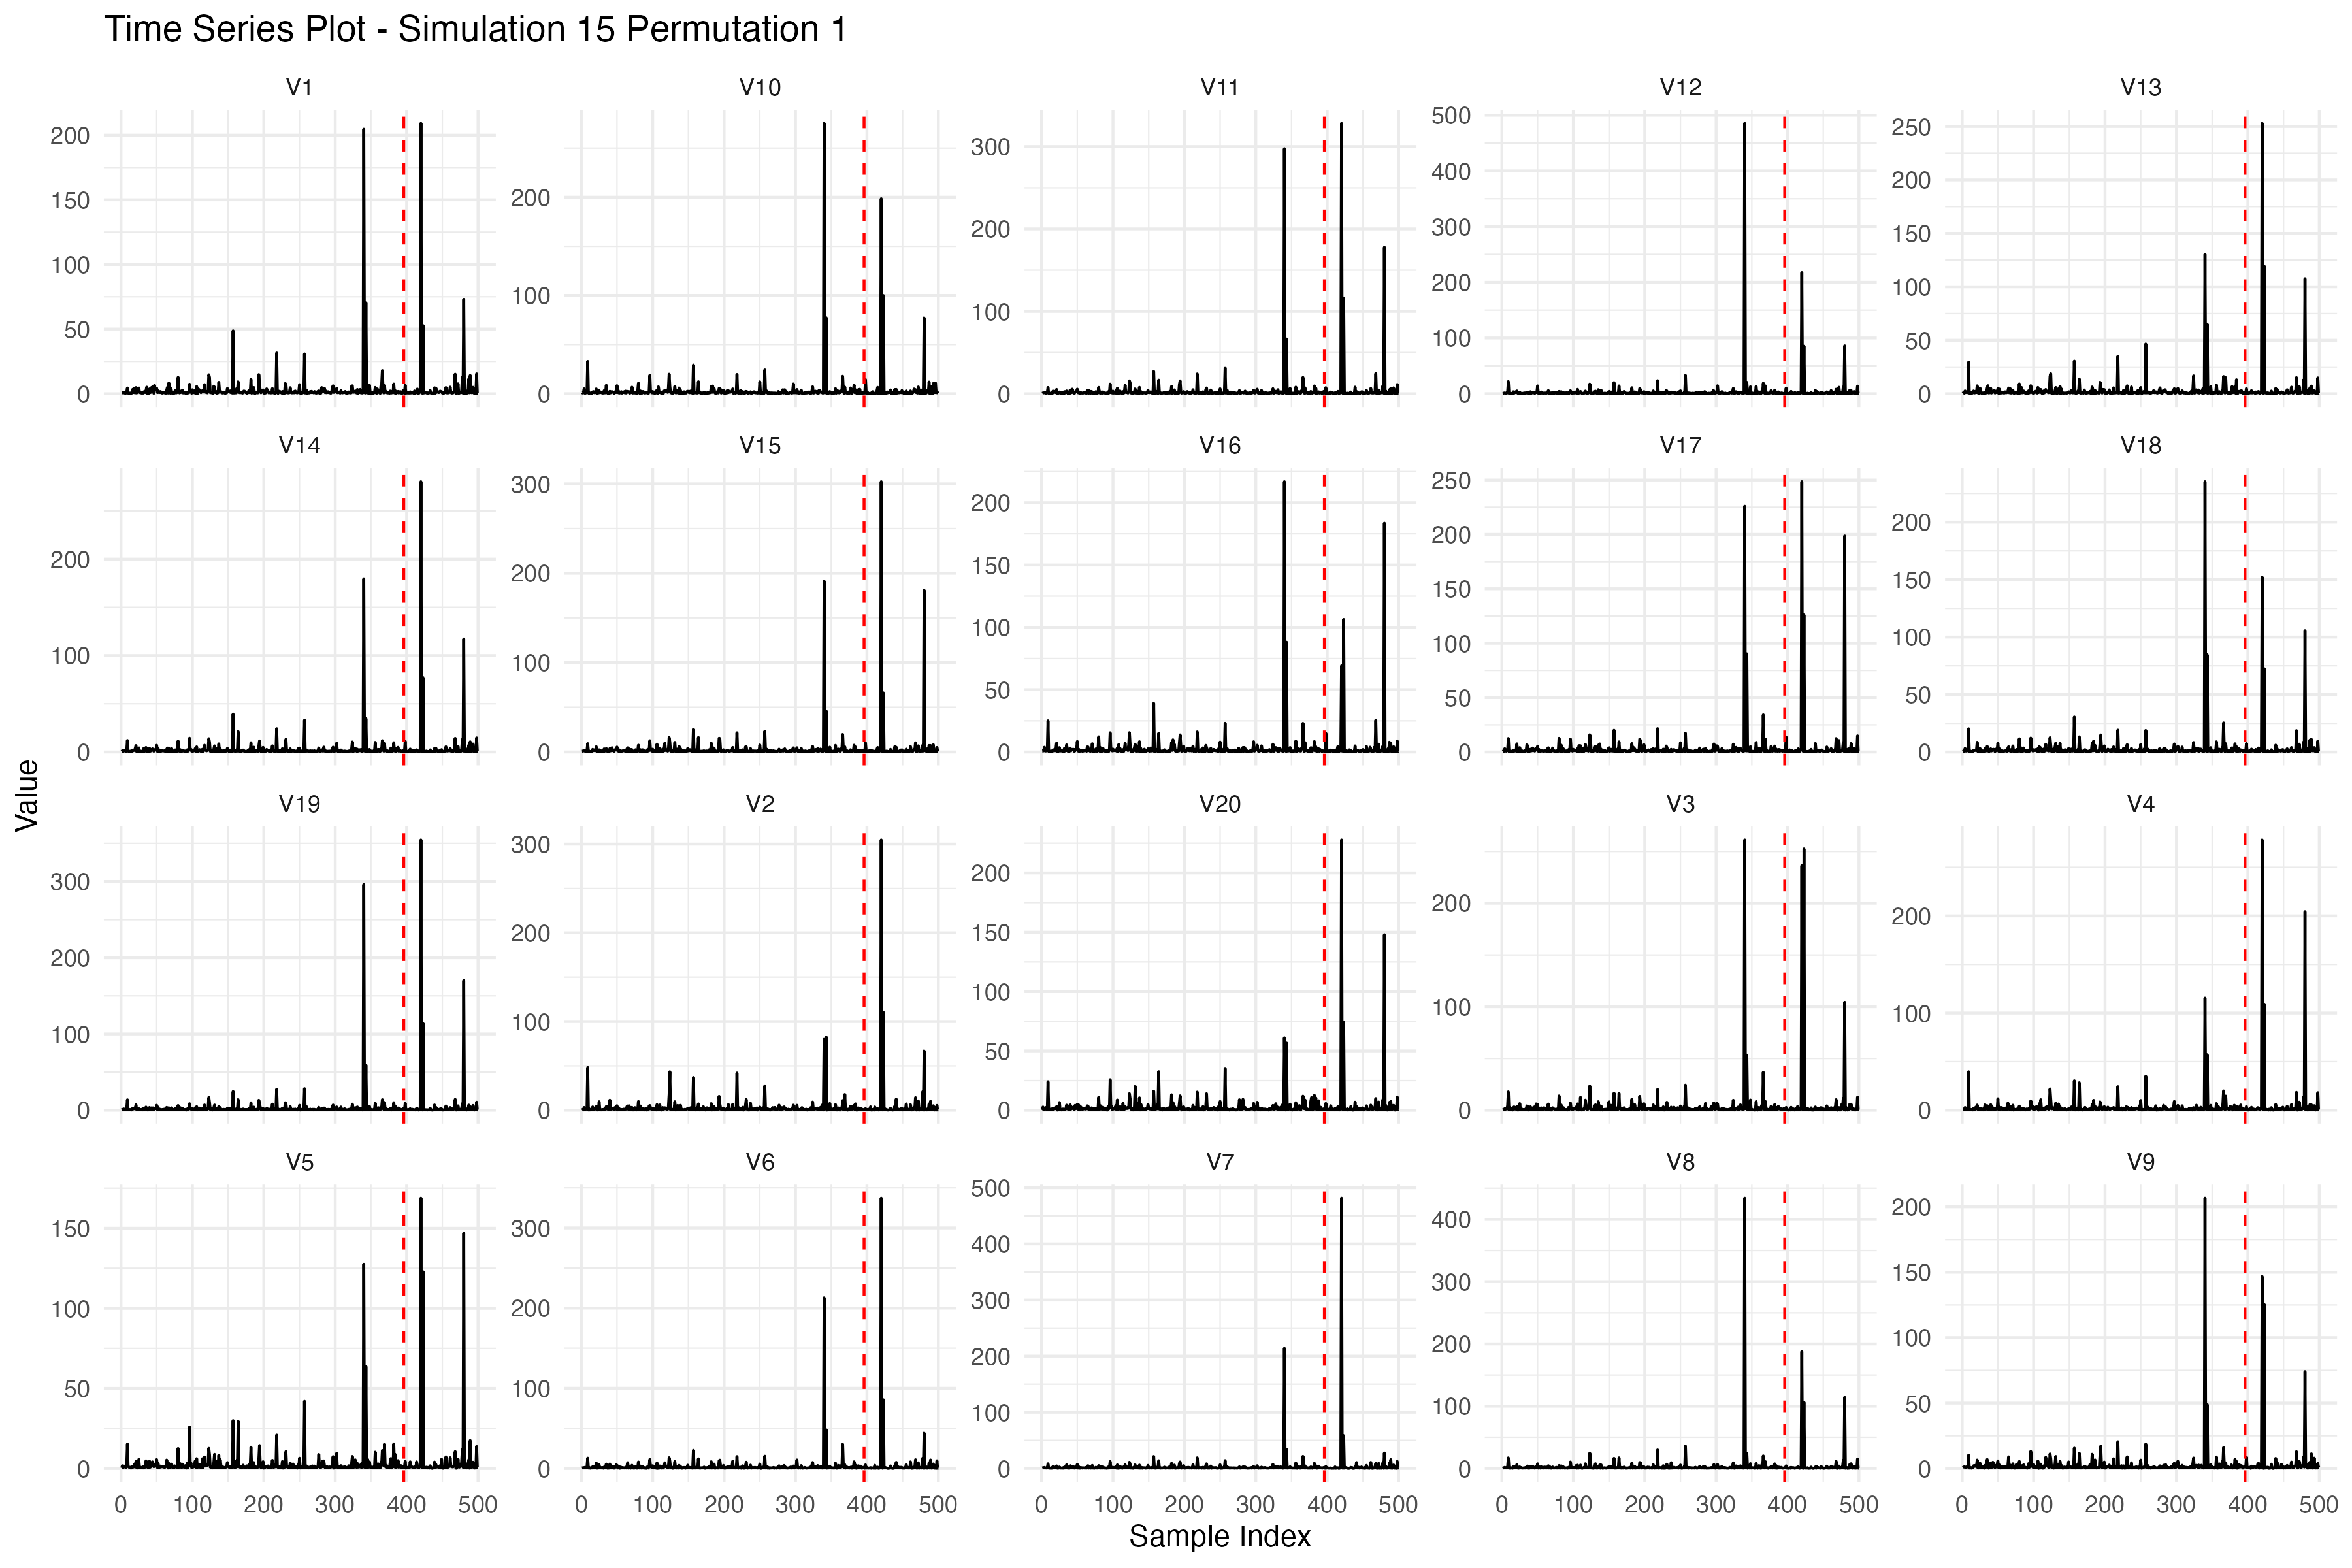 Time Series Plot - Simulation 15 Permutation 1
V1 V10 V11 V12 V13
200 150 100 50 0
200 100 0
300 200 100 0
500 400 300 200 100 0
250 200 150 100 50 0
V14 V15 V16 V17 V18
200 100 0
300 200 100 0
200 150 100 50 0
250 200 150 100 50 0
200 150 100 50 0
Value
V19 V2 V20 V3 V4
300 200 100 0
300 200 100 0
200 150 100 50 0
200 100 0
200 100 0
V5 V6 V7 V8 V9
150 100 50 0
300 200 100 0
500 400 300 200 100 0
400 300 200 100 0
200 150 100 50 0
0 100 200 300 400 500 0 100 200 300 400 500 0 100 200 300 400 500 0 100 200 300 400 500 0 100 200 300 400 500
Sample Index